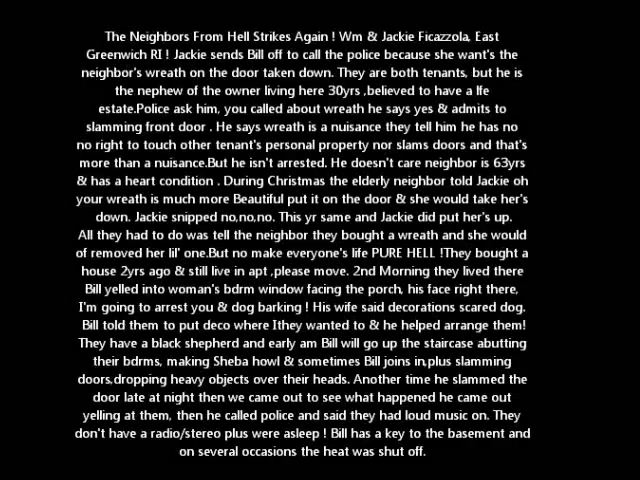 The Neighbors From Hell Strikes Again ! Wm & Jackie Ficazzola, East
Greenwich RI ! Jackie sends Bill off to call the police because she want's the
neighbor's wreath on the door taken down. They are both tenants, but he is
the nephew of the owner living here 30yrs ,believed to have a lfe
estate.Police ask him, you called about wreath he says yes & admits to
slamming front door . He says wreath is a nuisance they tell him he has no
no right to touch other tenant's personal property nor slams doors and that's
more than a nuisance.But he isn't arrested. He doesn't care neighbor is 63yrs
& has a heart condition . During Christmas the elderly neighbor told Jackie oh
your wreath is much more Beautiful put it on the door & she would take her's
down. Jackie snipped no,no,no. This yr same and Jackie did put her's up.
All they had to do was tell the neighbor they bought a wreath and she would
of removed her lil' one.But no make everyone's life PURE HELL !They bought a
house 2yrs ago & still live in apt ,please move. 2nd Morning they lived there
Bill yelled into woman's bdrm window facing the porch, his face right there,
I'm going to arrest you & dog barking ! His wife said decorations scared dog.
Bill told them to put deco where Ithey wanted to & he helped arrange them!
They have a black shepherd and early am Bill will go up the staircase abutting
their bdrms, making Sheba howl & sometimes Bill joins in,plus slamming
doors,dropping heavy objects over their heads. Another time he slammed the
door late at night then we came out to see what happened he came out
yelling at them, then he called police and said they had loud music on. They
don't have a radio/stereo plus were asleep ! Bill has a key to the basement and
on several occasions the heat was shut off.